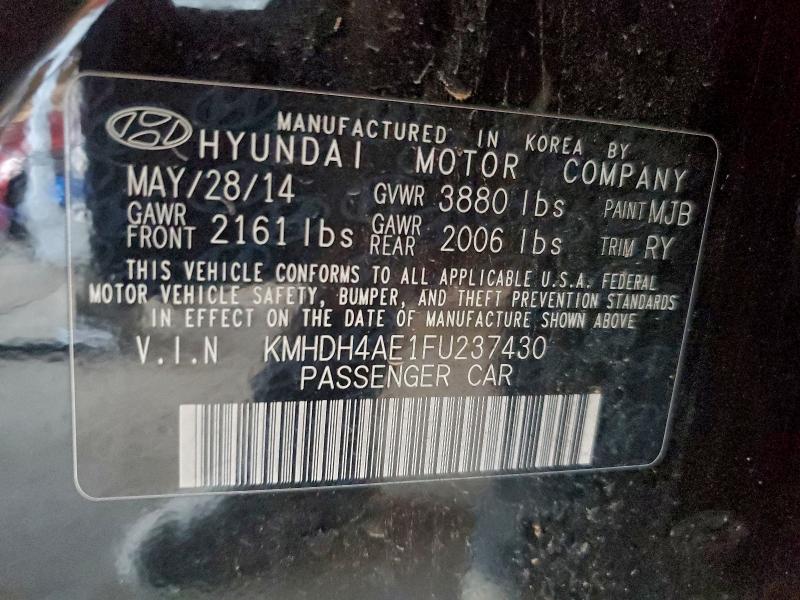 MANUFACTURED IN KOREA BY
HYUNDAI MOTOR COMPANY
MAY/28/14 GVWR 3880 lbs PAINT MJB
GAWR FRONT 2161 lbs GAWR REAR 2006 lbs TRIM RY
THIS VEHICLE CONFORMS TO ALL APPLICABLE U.S.A. FEDERAL
MOTOR VEHICLE SAFETY, BUMPER, AND THEFT PREVENTION STANDARDS
IN EFFECT ON THE DATE OF MANUFACTURE SHOWN ABOVE
V.I.N KMHDH4AE1FU237430
PASSENGER CAR